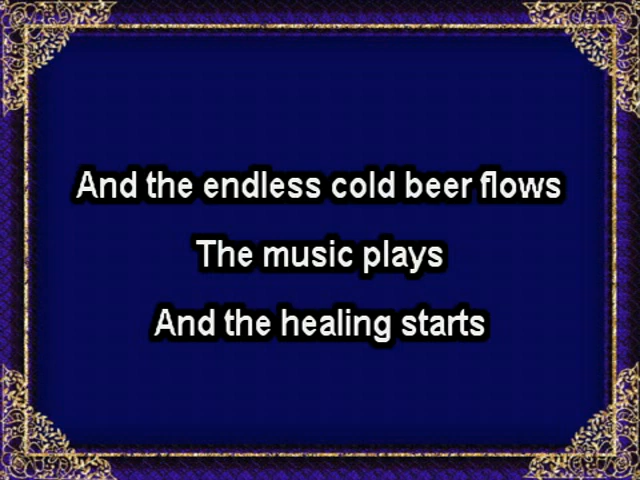 And the endless cold beer flows
The music plays
And the healing starts